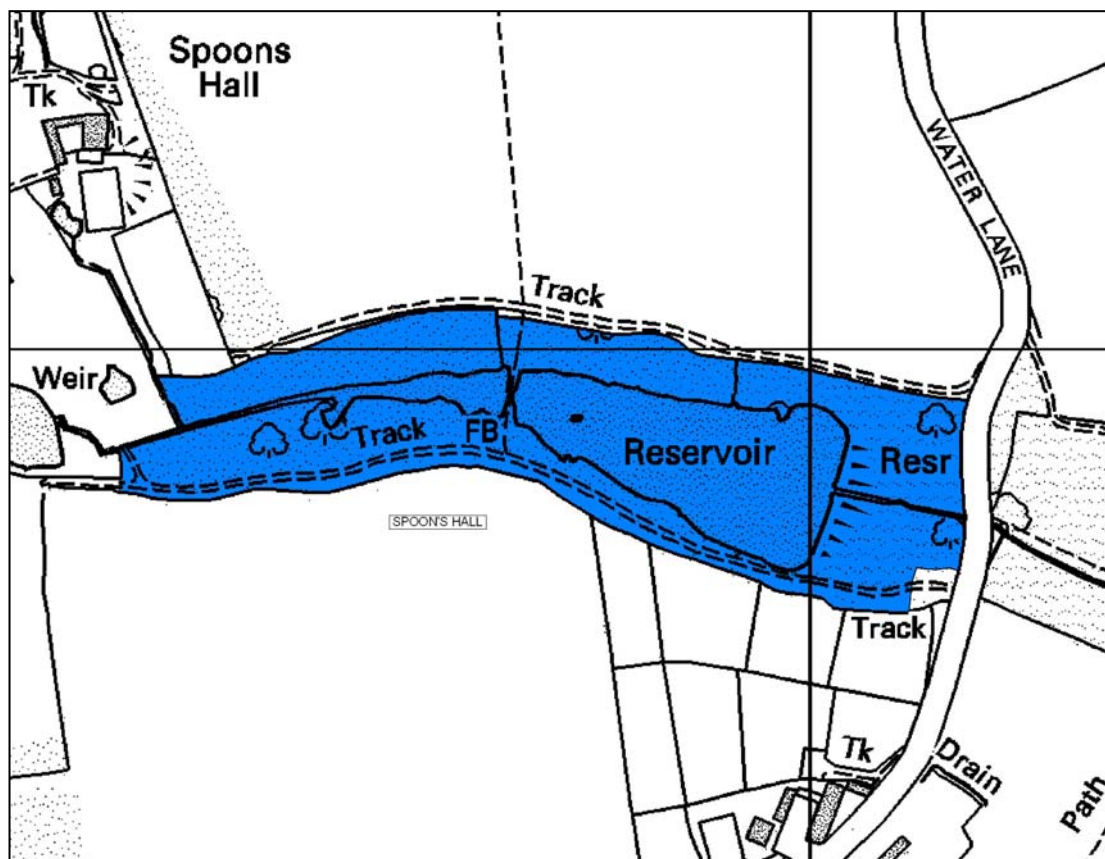 Spoons
Hall
Tk
WATER LANE
Track
Weir
Track
FB
Reservoir
Resr
SPOON'S HALL
Track
Tk
Drain
Path